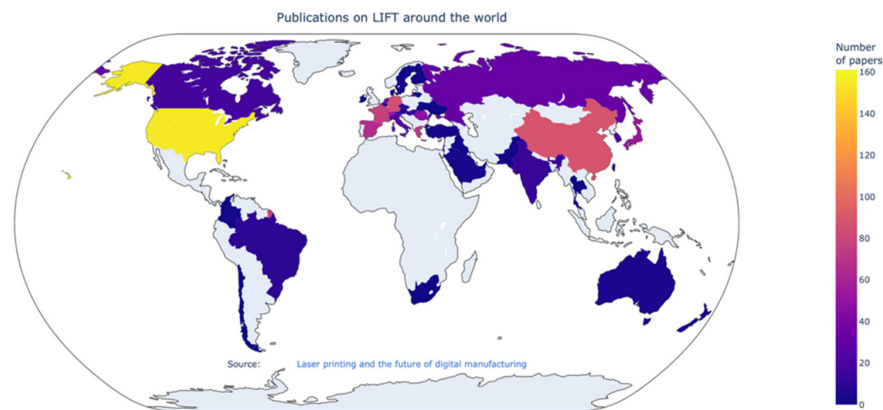 Publications on LIFT around the world
Number
of papers
160
140
120
100
80
60
40
20
0
Source: Laser printing and the future of digital manufacturing